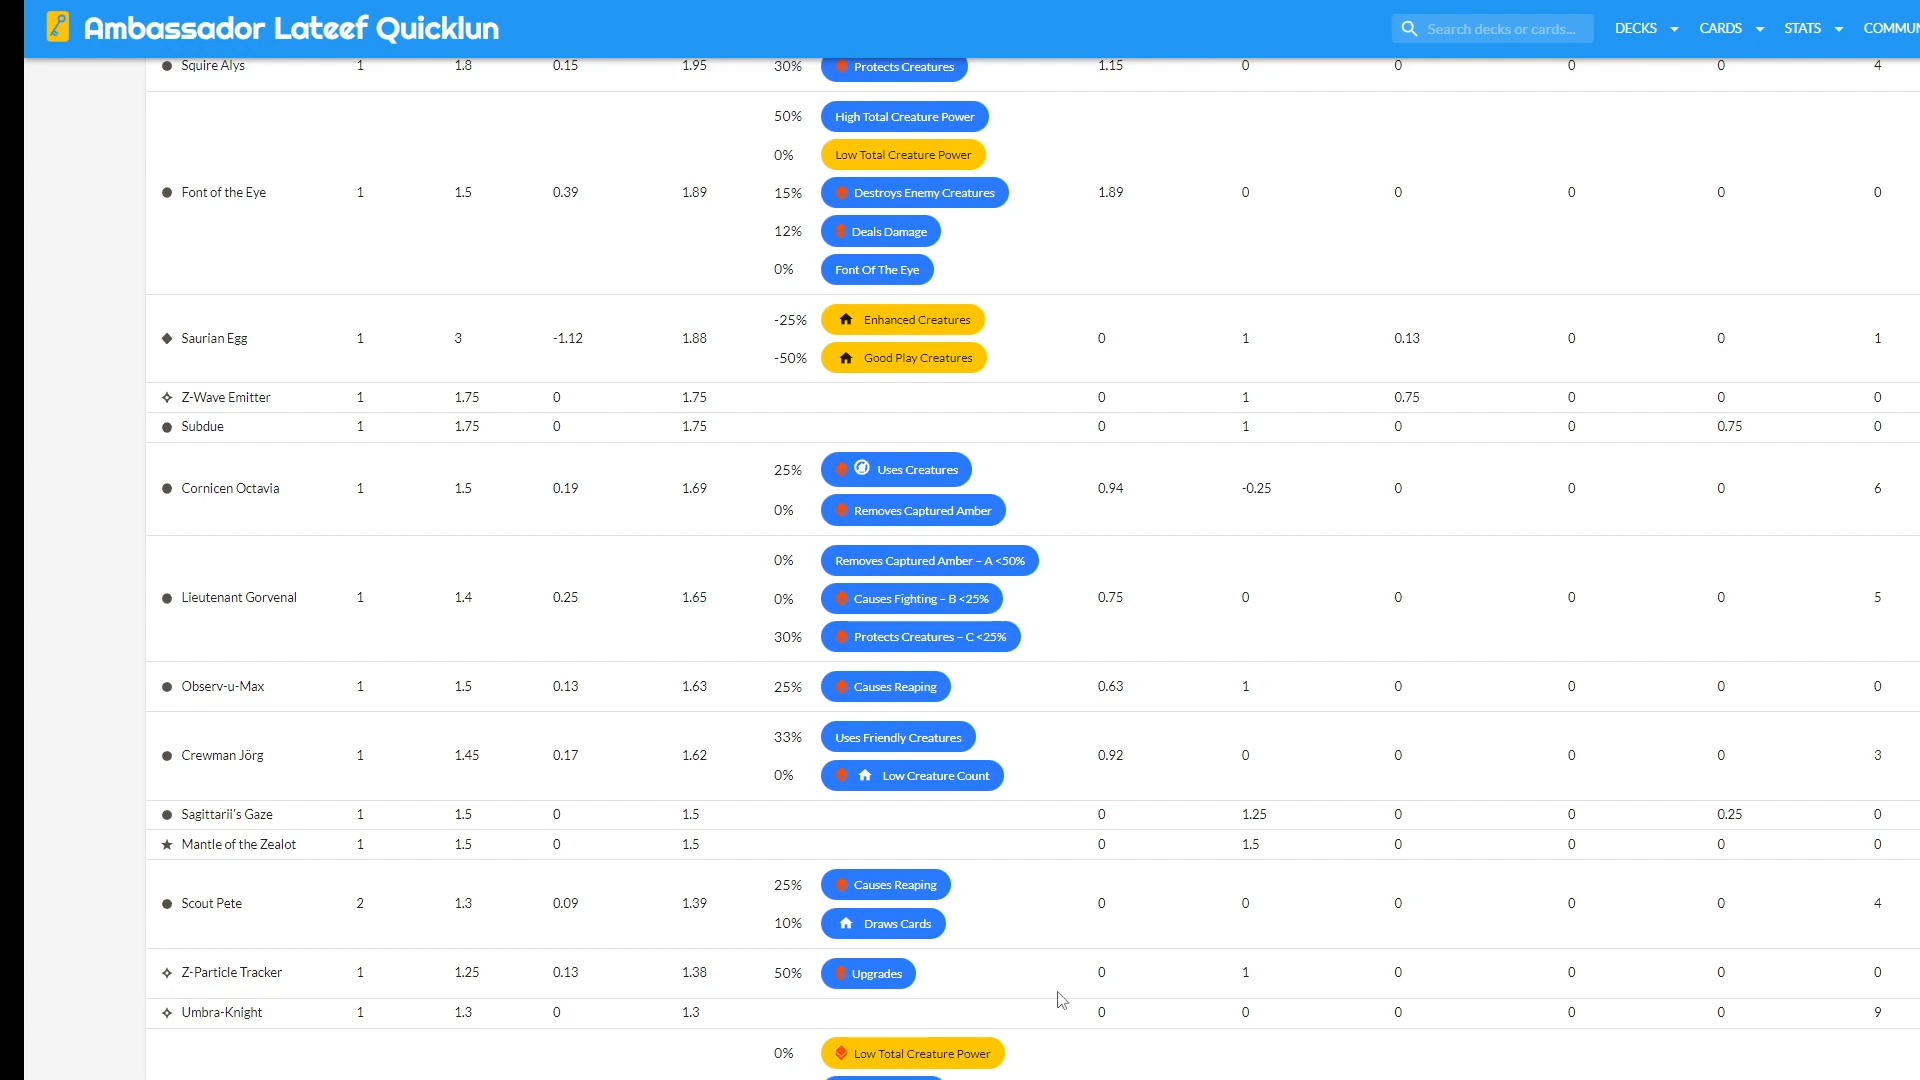 Ambassador Lateef Quicklun
Search decks or cards...
DECKS
CARDS
STATS
COMMUN
Squire Alys 1 1.8 0.15 1.95 30% Protects Creatures 1.15 0 0 0 0 4
50% High Total Creature Power
0% Low Total Creature Power
Font of the Eye 1 1.5 0.39 1.89 15% Destroys Enemy Creatures 1.89 0 0 0 0 0
12% Deals Damage
0% Font Of The Eye
-25% Enhanced Creatures
Saurian Egg 1 3 -1.12 1.88 0 1 0.13 0 0 1
-50% Good Play Creatures
Z-Wave Emitter 1 1.75 0 1.75 0 1 0.75 0 0 0
Subdue 1 1.75 0 1.75 0 1 0 0 0.75 0
25% Uses Creatures
Cornicen Octavia 1 1.5 0.19 1.69 0.94 -0.25 0 0 0 6
0% Removes Captured Amber
0% Removes Captured Amber – A <50%
Lieutenant Gorvenal 1 1.4 0.25 1.65 0% Causes Fighting – B <25% 0.75 0 0 0 0 5
30% Protects Creatures – C <25%
Observ-u-Max 1 1.5 0.13 1.63 25% Causes Reaping 0.63 1 0 0 0 0
33% Uses Friendly Creatures
Crewman Jörg 1 1.45 0.17 1.62 0.92 0 0 0 0 3
0% Low Creature Count
Sagittarii's Gaze 1 1.5 0 1.5 0 1.25 0 0 0.25 0
Mantle of the Zealot 1 1.5 0 1.5 0 1.5 0 0 0 0
25% Causes Reaping
Scout Pete 2 1.3 0.09 1.39 0 0 0 0 0 4
10% Draws Cards
Z-Particle Tracker 1 1.25 0.13 1.38 50% Upgrades 0 1 0 0 0 0
Umbra-Knight 1 1.3 0 1.3 0 0 0 0 0 9
0% Low Total Creature Power